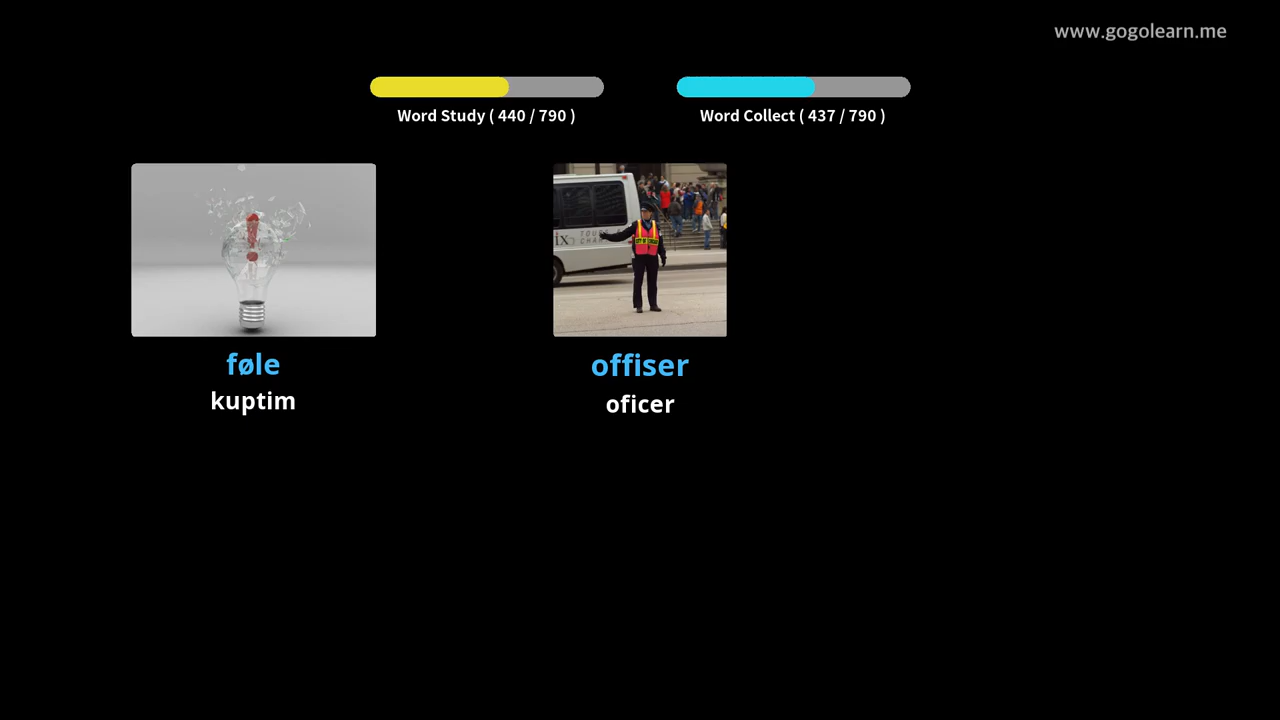 www.gogolearn.me
Word Study ( 440 / 790 )
Word Collect ( 437 / 790 )
føle
kuptim
offiser
oficer